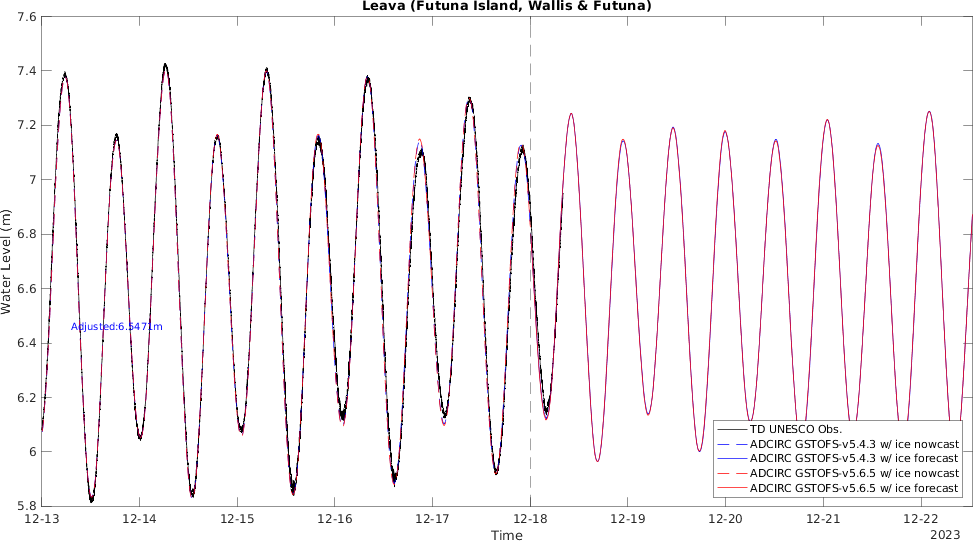 Leava (Futuna Island, Wallis & Futuna)
7.6
7.4
7.2
7
6.8
6.6
6.4
6.2
6
5.8
Water Level (m)
Adjusted:6.5471m
TD UNESCO Obs.
ADCIRC GSTOFS-v5.4.3 w/ ice nowcast
ADCIRC GSTOFS-v5.4.3 w/ ice forecast
ADCIRC GSTOFS-v5.6.5 w/ ice nowcast
ADCIRC GSTOFS-v5.6.5 w/ ice forecast
12-13 12-14 12-15 12-16 12-17 12-18 12-19 12-20 12-21 12-22
Time
2023